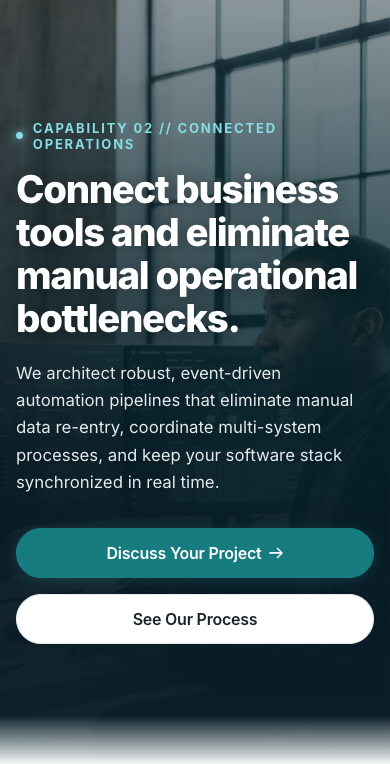 CAPABILITY 02 // CONNECTED
OPERATIONS
Connect business
tools and eliminate
manual operational
bottlenecks.
We architect robust, event-driven
automation pipelines that eliminate manual
data re-entry, coordinate multi-system
processes, and keep your software stack
synchronized in real time.
Discuss Your Project →
See Our Process